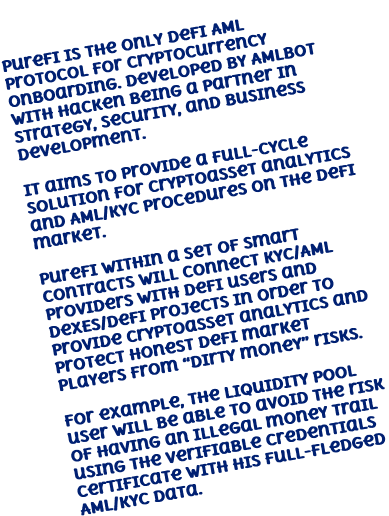 PureFi is the only DeFi AML
protocol for cryptocurrency
onboarding. Developed by AMLBot
with Hacken being a partner in
strategy, security, and business
development.
It aims to provide a full-cycle
solution for cryptoasset analytics
and AML/KYC procedures on the DeFi
market.
PureFi within a set of smart
contracts will connect KYC/AML
providers with DeFi users and
DEXes/DeFi projects in order to
provide cryptoasset analytics and
protect honest DeFi market
players from “dirty money” risks.
For example, the liquidity pool
user will be able to avoid the risk
of having an illegal money trail
using the Verifiable Credentials
certificate with his full-fledged
AML/KYC data.